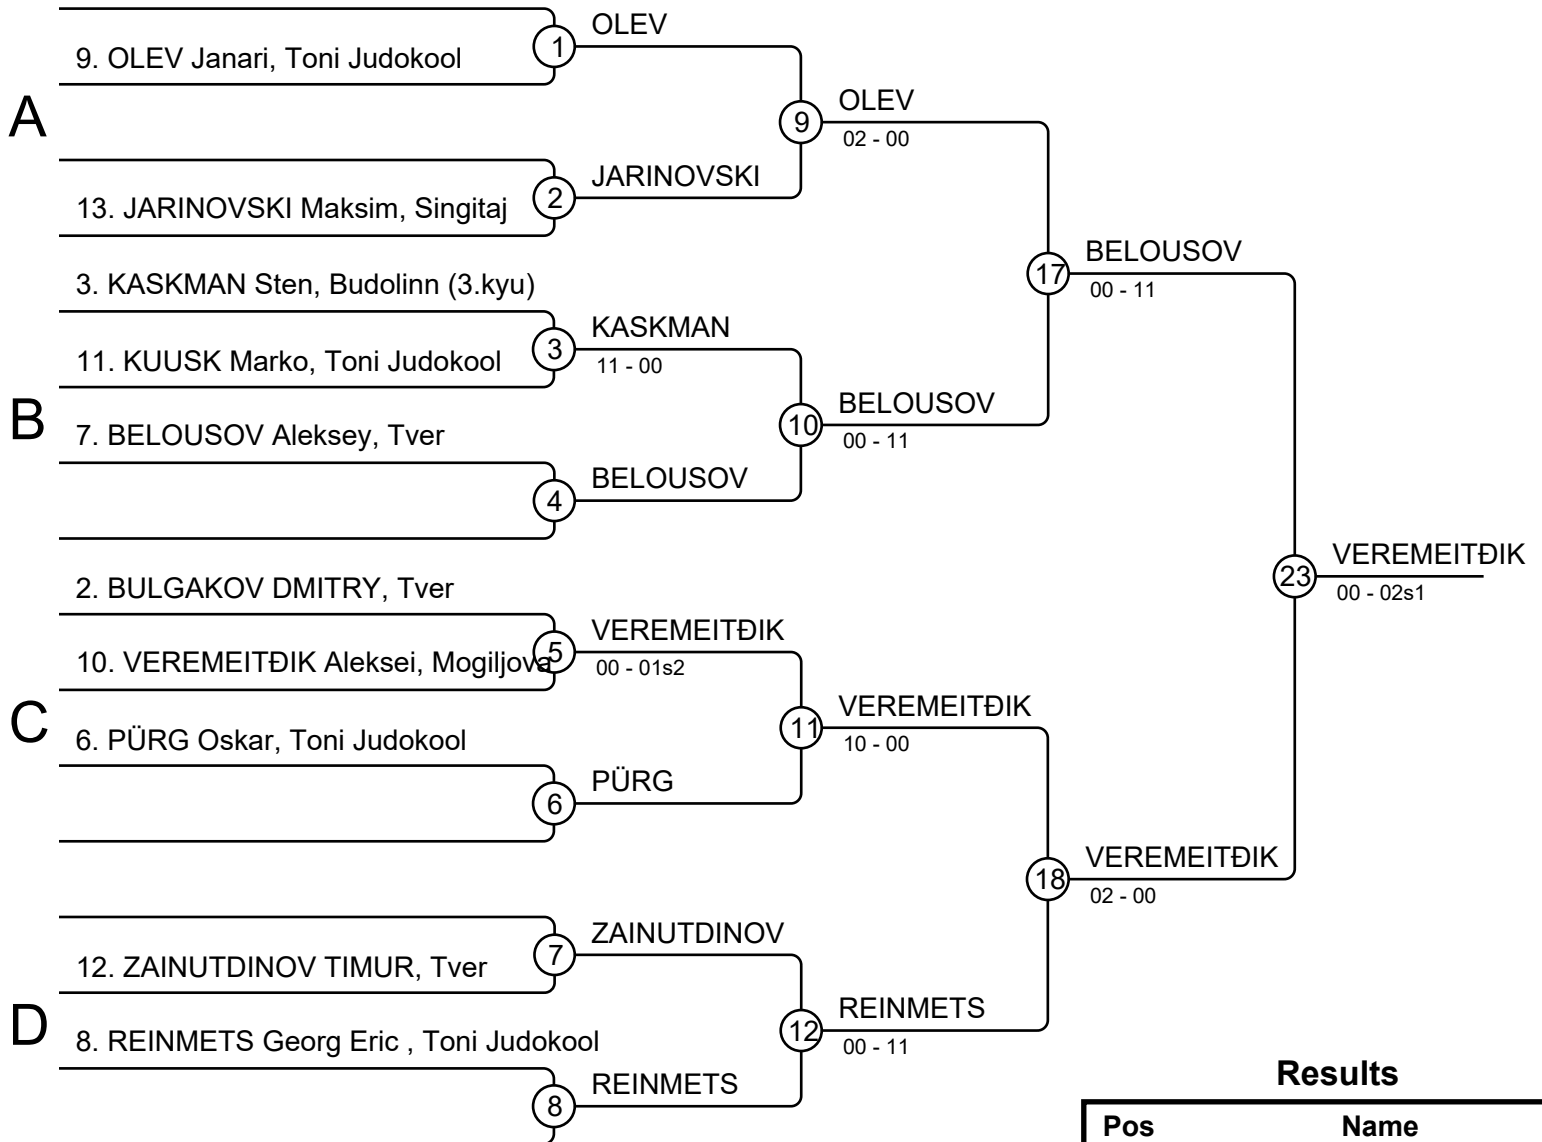 OLEV
9. OLEV Janari, Toni Judokool
1
A
OLEV
9
02 - 00
JARINOVSKI
13. JARINOVSKI Maksim, Singitaj
2
BELOUSOV
17
00 - 11
3. KASKMAN Sten, Budolinn (3.kyu)
KASKMAN
3
11 - 00
11. KUUSK Marko, Toni Judokool
B
BELOUSOV
10
00 - 11
7. BELOUSOV Aleksey, Tver
BELOUSOV
4
VEREMEITÐIK
23
00 - 02s1
2. BULGAKOV DMITRY, Tver
VEREMEITÐIK
5
00 - 01s2
10. VEREMEITÐIK Aleksei, Mogiljova
C
VEREMEITÐIK
11
10 - 00
6. PÜRG Oskar, Toni Judokool
PÜRG
6
VEREMEITÐIK
18
02 - 00
ZAINUTDINOV
7
12. ZAINUTDINOV TIMUR, Tver
D
REINMETS
12
00 - 11
8. REINMETS Georg Eric , Toni Judokool
REINMETS
8
Results
Pos Name